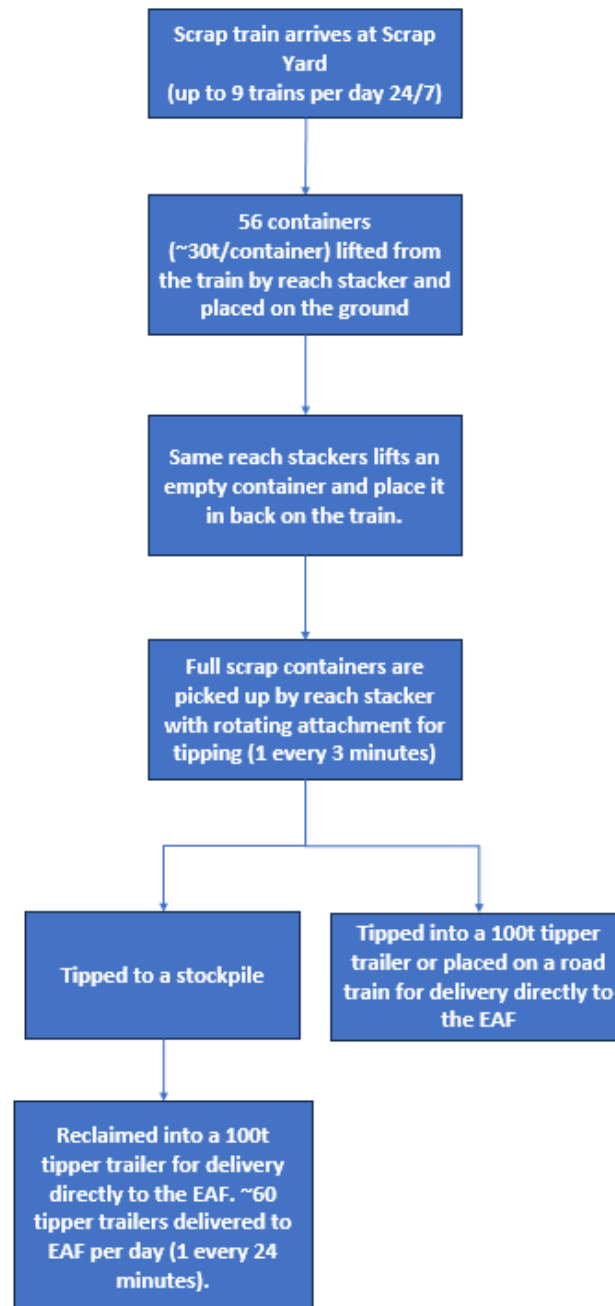 Scrap train arrives at Scrap
Yard
(up to 9 trains per day 24/7)
56 containers
(~30t/container) lifted from
the train by reach stacker and
placed on the ground
Same reach stackers lifts an
empty container and place it
in back on the train.
Full scrap containers are
picked up by reach stacker
with rotating attachment for
tipping (1 every 3 minutes)
Tipped to a stockpile
Tipped into a 100t tipper
trailer or placed on a road
train for delivery directly to
the EAF
Reclaimed into a 100t
tipper trailer for delivery
directly to the EAF. ~60
tipper trailers delivered to
EAF per day (1 every 24
minutes).